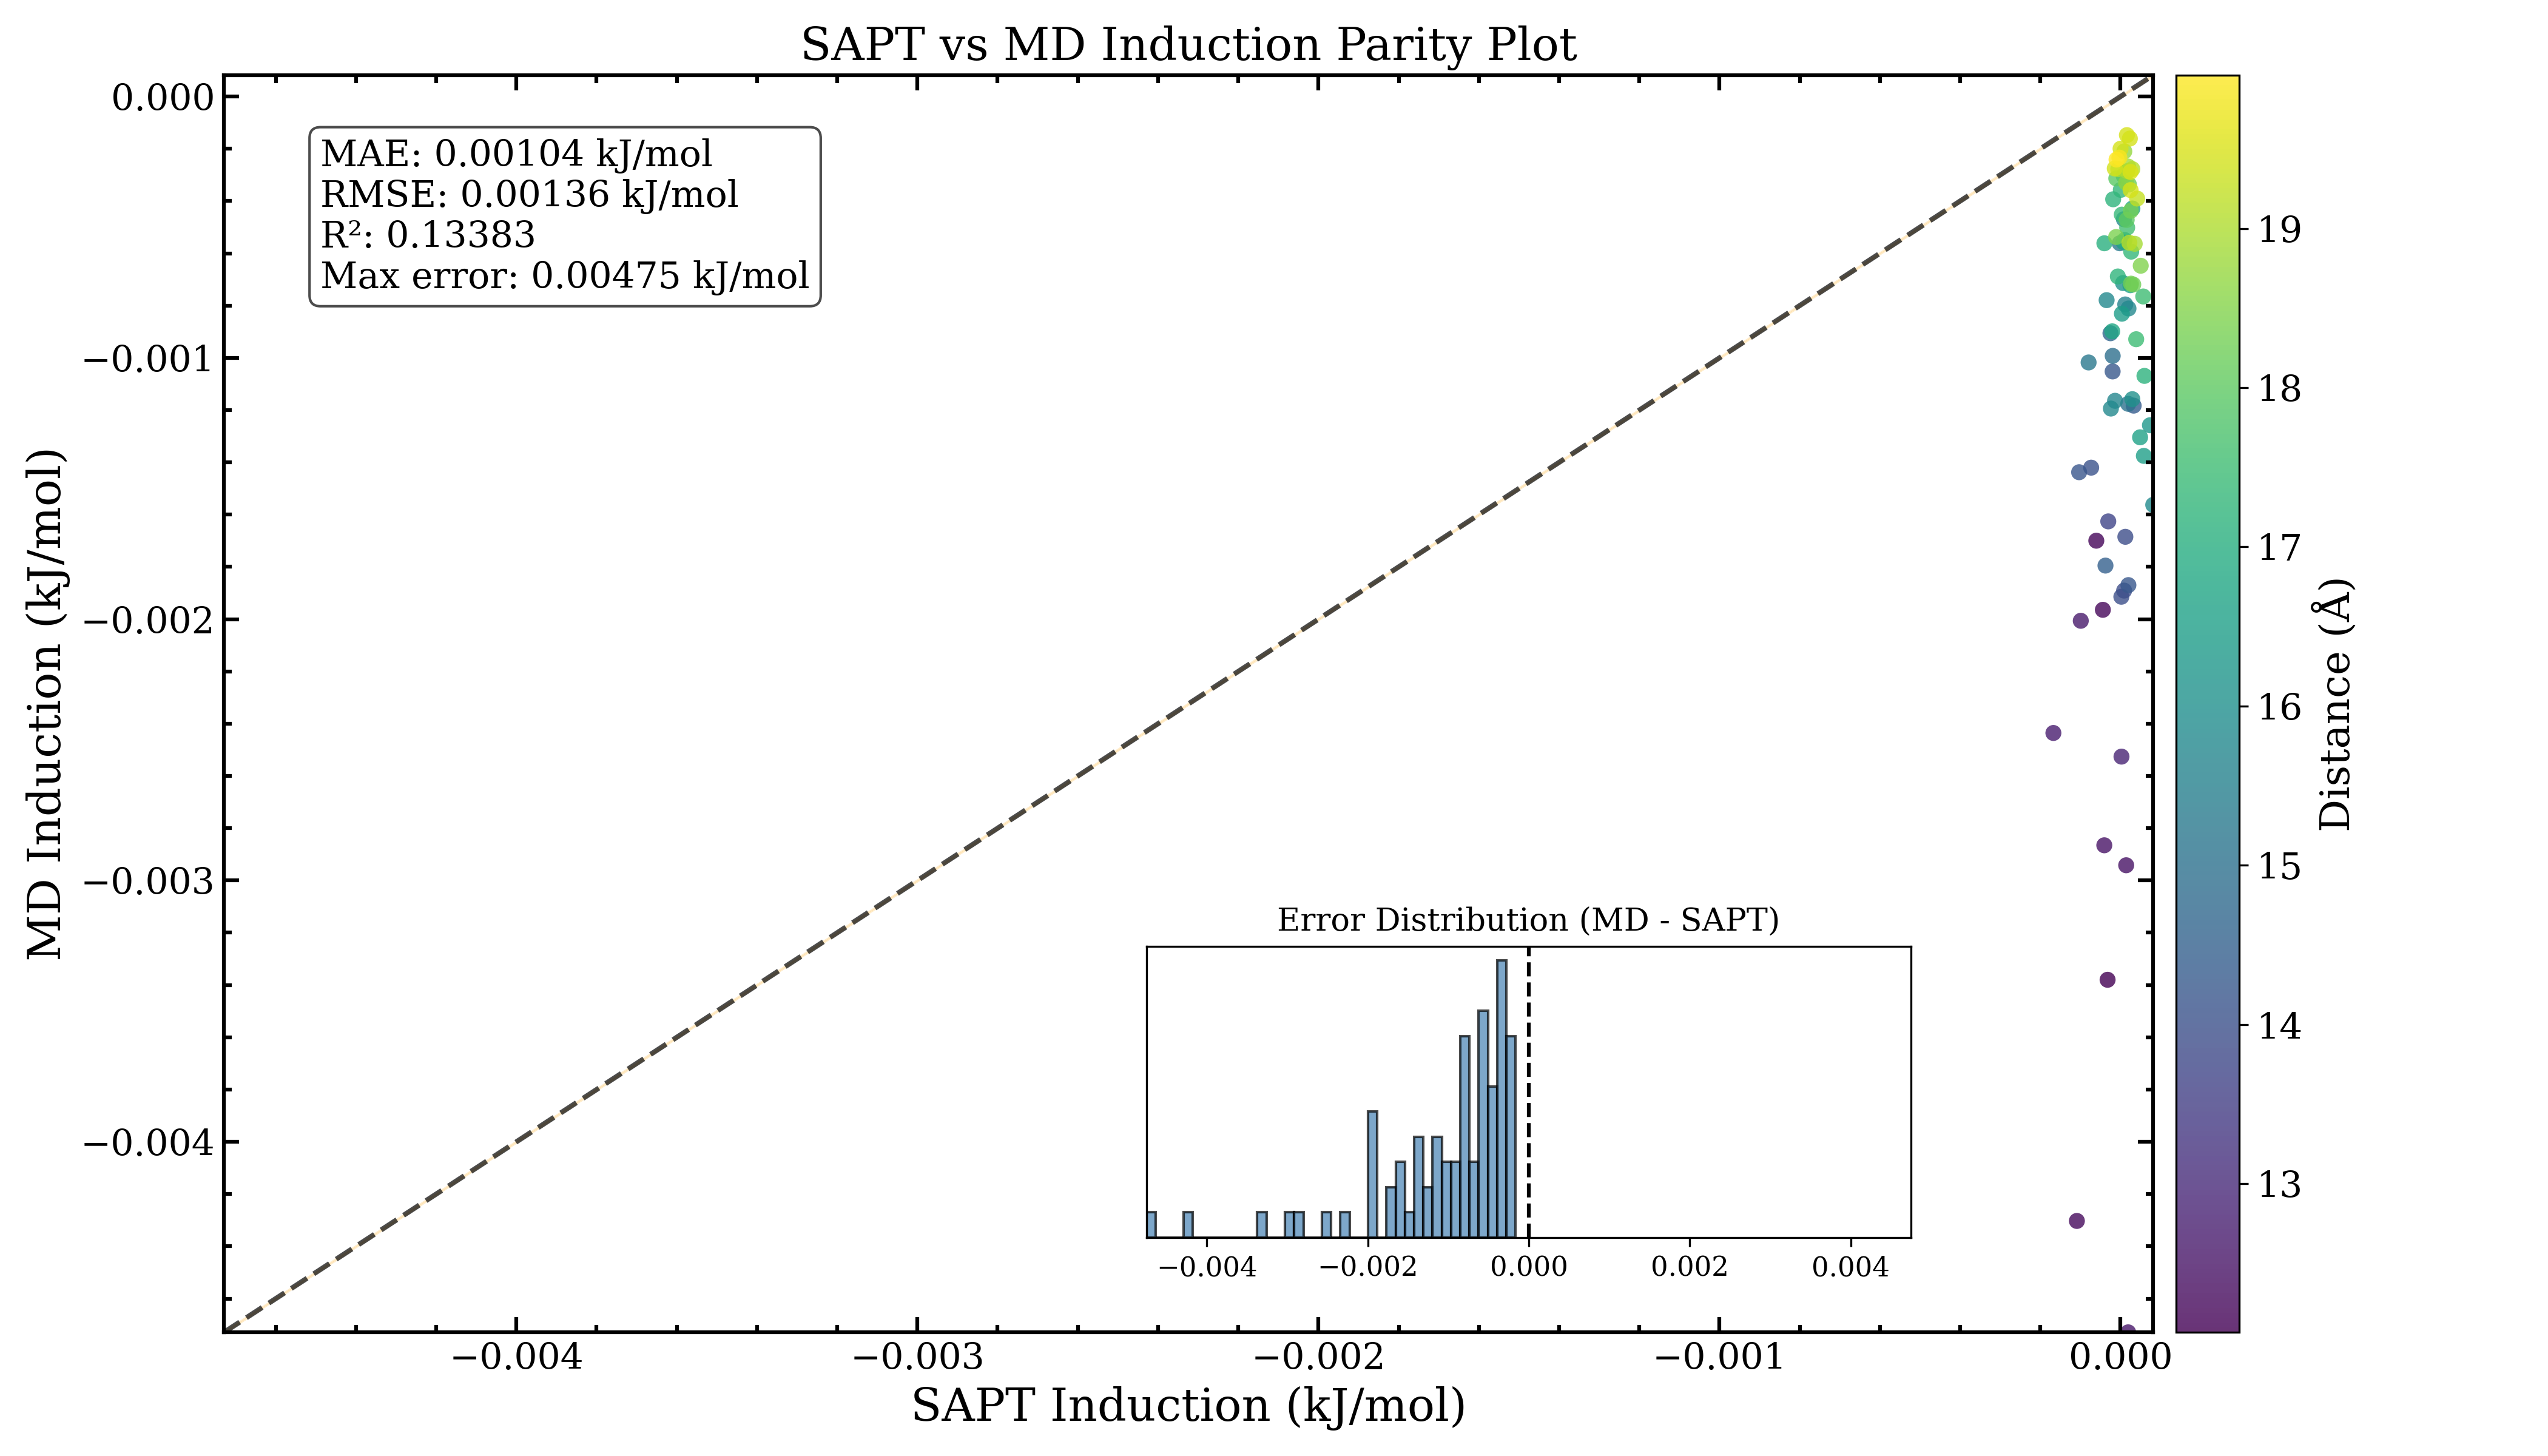 SAPT vs MD Induction Parity Plot
MAE: 0.00104 kJ/mol
RMSE: 0.00136 kJ/mol
R²: 0.13383
Max error: 0.00475 kJ/mol
MD Induction (kJ/mol)
0.000
−0.001
−0.002
−0.003
−0.004
Error Distribution (MD - SAPT)
−0.004 −0.002 0.000 0.002 0.004
−0.004 −0.003 −0.002 −0.001 0.000
SAPT Induction (kJ/mol)
19
18
17
16
15
14
13
Distance (Å)